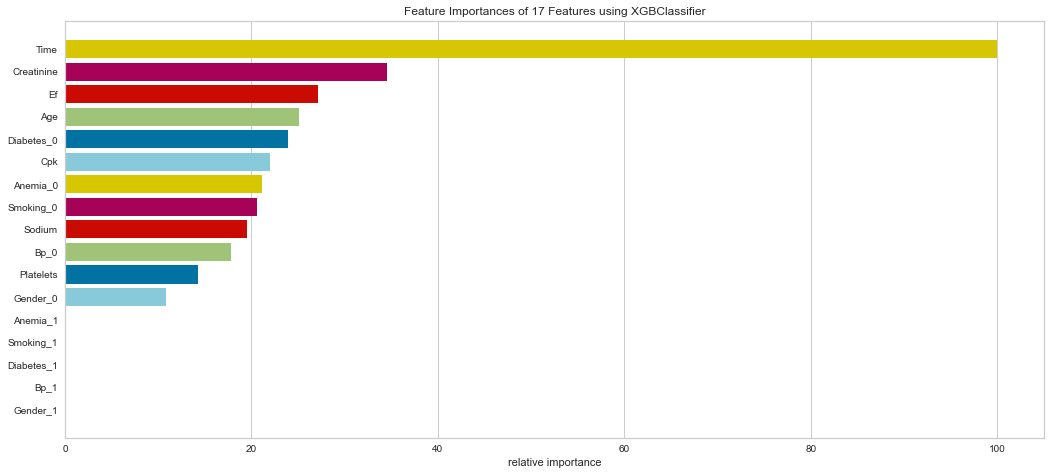 Feature Importances of 17 Features using XGBClassifier
Time
Creatinine
Ef
Age
Diabetes_0
Cpk
Anemia_0
Smoking_0
Sodium
Bp_0
Platelets
Gender_0
Anemia_1
Smoking_1
Diabetes_1
Bp_1
Gender_1
0 20 40 60 80 100
relative importance